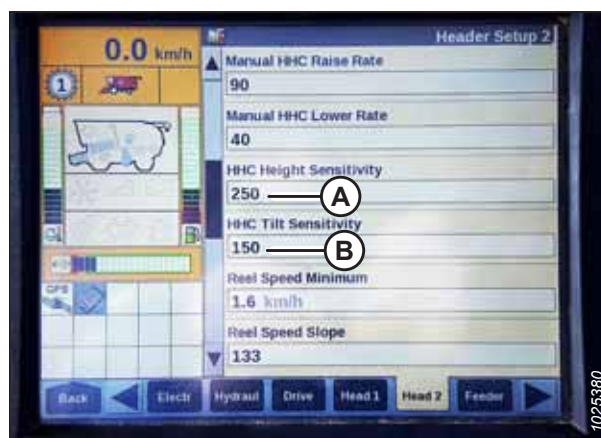 0.0 km/h
Header Setup 2
1
Manual HHC Raise Rate
90
Manual HHC Lower Rate
40
HHC Height Sensitivity
250
A
HHC Tilt Sensitivity
150
B
Reel Speed Minimum
1.6 km/h
Reel Speed Slope
133
GPS
Back
Electr
Hydraul
Drive
Head 1
Head 2
Feeder
1025380